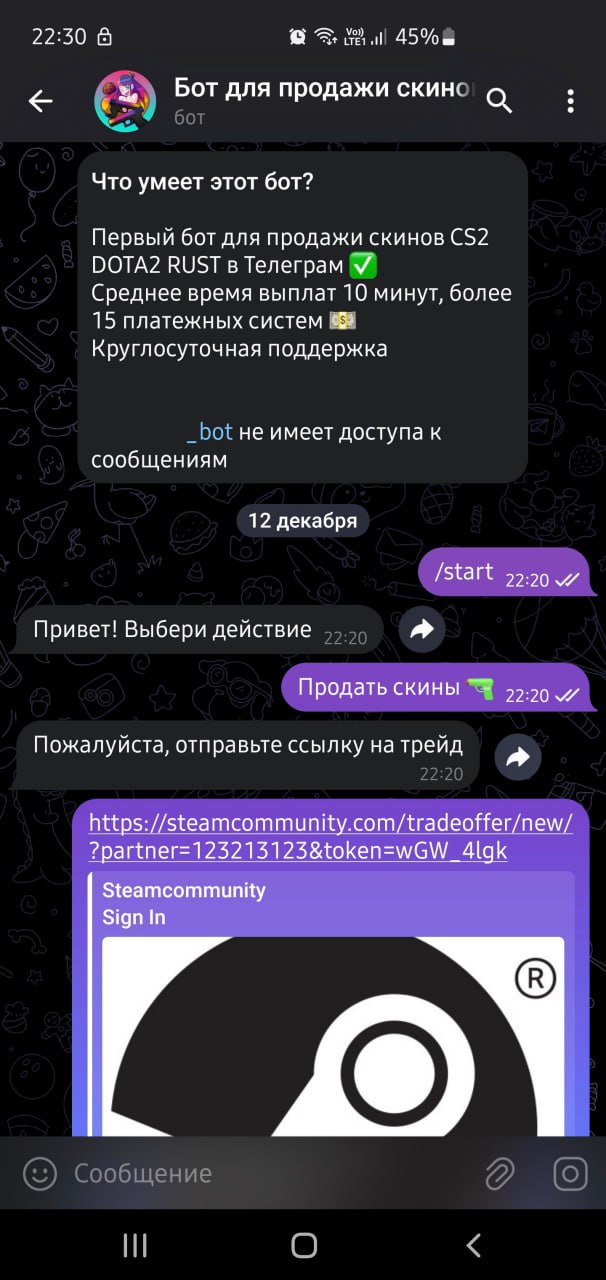 22:30
Vo)) LTE1 45%
Бот для продажи скино
бот
Что умеет этот бот?
Первый бот для продажи скинов CS2
DOTA2 RUST в Телеграм
Среднее время выплат 10 минут, более
15 платежных систем
Круглосуточная поддержка
_bot не имеет доступа к
сообщениям
12 декабря
/start 22:20
Привет! Выбери действие 22:20
Продать скины 22:20
Пожалуйста, отправьте ссылку на трейд
22:20
https://steamcommunity.com/tradeoffer/new/
?partner=123213123&token=wGW_4lgk
Steamcommunity
Sign In
®
Сообщение